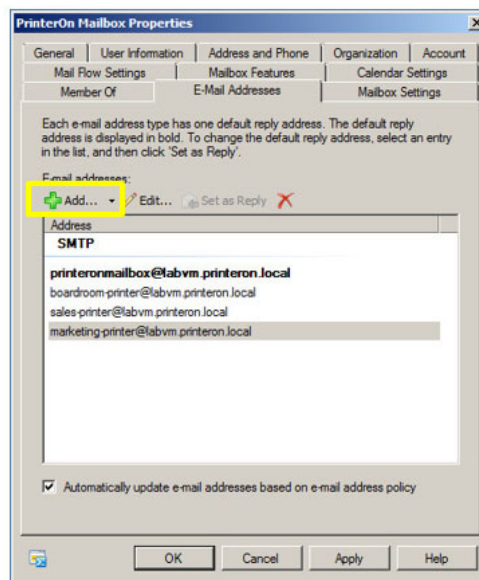 PrinterOn Mailbox Properties
General User Information Address and Phone Organization Account
Mail Flow Settings Mailbox Features Calendar Settings
Member Of E-Mail Addresses Mailbox Settings
Each e-mail address type has one default reply address. The default reply
address is displayed in bold. To change the default reply address, select an entry
in the list, and then click 'Set as Reply'.
E-mail addresses:
Add... Edit... Set as Reply
Address
SMTP
printeronmailbox@labvm.printeron.local
boardroom-printer@labvm.printeron.local
sales-printer@labvm.printeron.local
marketing-printer@labvm.printeron.local
Automatically update e-mail addresses based on e-mail address policy
OK Cancel Apply Help